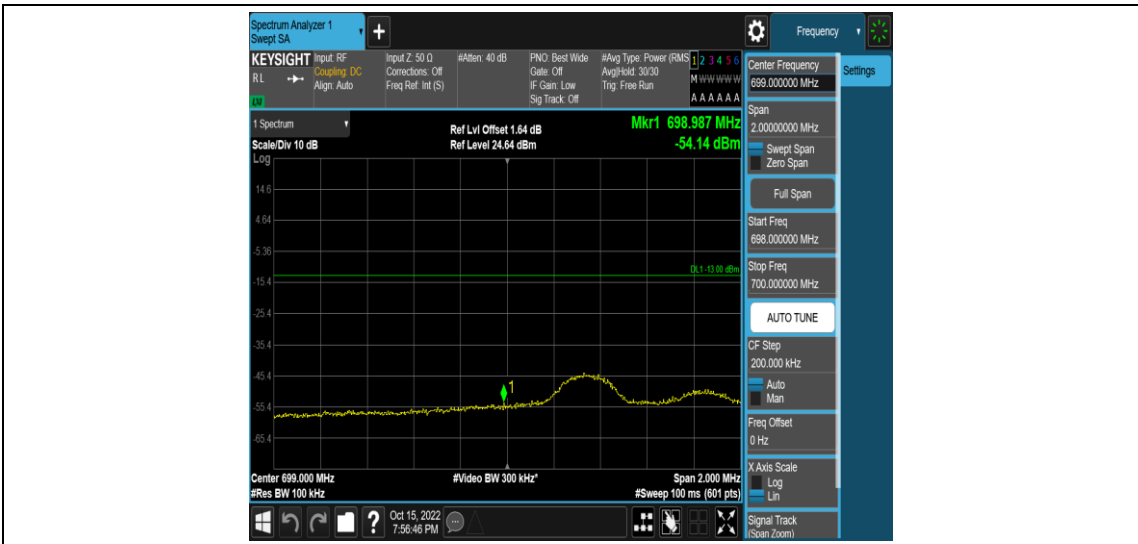 Spectrum Analyzer 1
Swept SA
+
Frequency
KEYSIGHT
RL
LXI
Input: RF
Coupling: DC
Align: Auto
Input Z: 50 Ω
Corrections: Off
Freq Ref: Int (S)
#Atten: 40 dB
PNO: Best Wide
Gate: Off
IF Gain: Low
Sig Track: Off
#Avg Type: Power (RMS
Avg|Hold: 30/30
Trig: Free Run
1 2 3 4 5 6
M W W W W W
A A A A A A
1 Spectrum
Scale/Div 10 dB
Log
Ref Lvl Offset 1.64 dB
Ref Level 24.64 dBm
Mkr1 698.987 MHz
-54.14 dBm
14.6
4.64
-5.36
-15.4
-25.4
-35.4
-45.4
-55.4
-65.4
DL1 -13.00 dBm
1
Center 699.000 MHz
#Res BW 100 kHz
#Video BW 300 kHz*
Span 2.000 MHz
#Sweep 100 ms (601 pts)
Center Frequency
699.000000 MHz
Settings
Span
2.00000000 MHz
Swept Span
Zero Span
Full Span
Start Freq
698.000000 MHz
Stop Freq
700.000000 MHz
AUTO TUNE
CF Step
200.000 kHz
Auto
Man
Freq Offset
0 Hz
X Axis Scale
Log
Lin
Signal Track
(Span Zoom)
?
Oct 15, 2022
7:56:46 PM